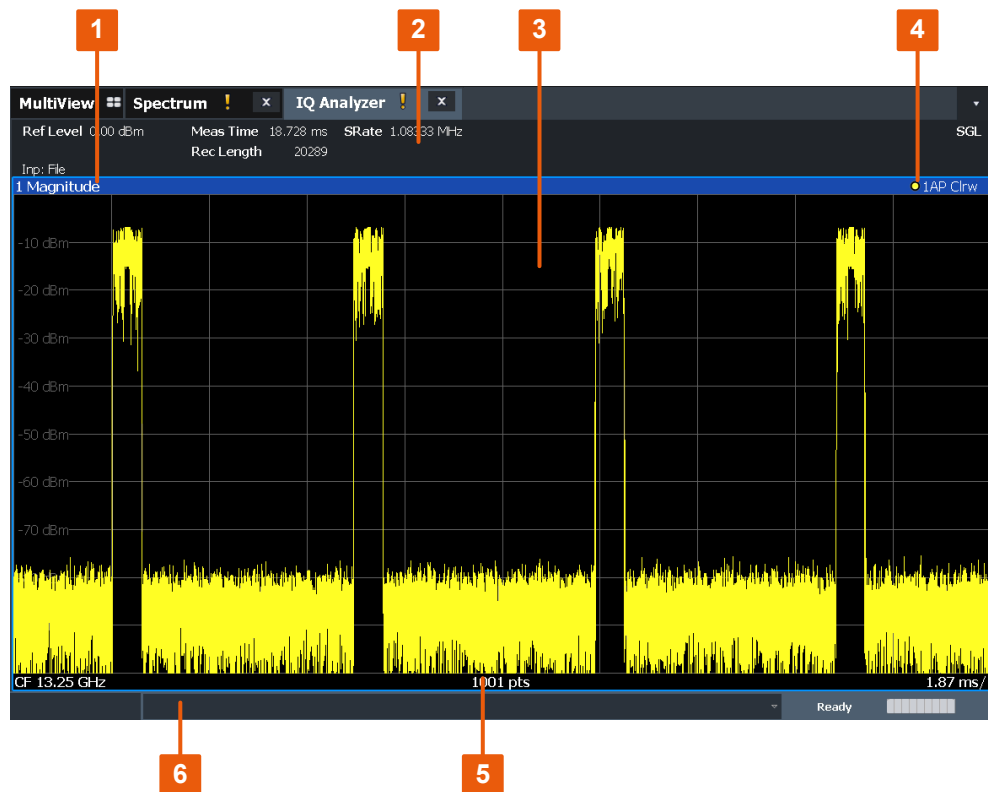 1 2 3 4
MultiView Spectrum ! x IQ Analyzer ! x
Ref Level 0.00 dBm Meas Time 18.728 ms SRate 1.08333 MHz SGL
Rec Length 20289
Inp: File
1 Magnitude 1AP Clrw
-10 dBm
-20 dBm
-30 dBm
-40 dBm
-50 dBm
-60 dBm
-70 dBm
CF 13.25 GHz 1001 pts 1.87 ms/
Ready
6 5